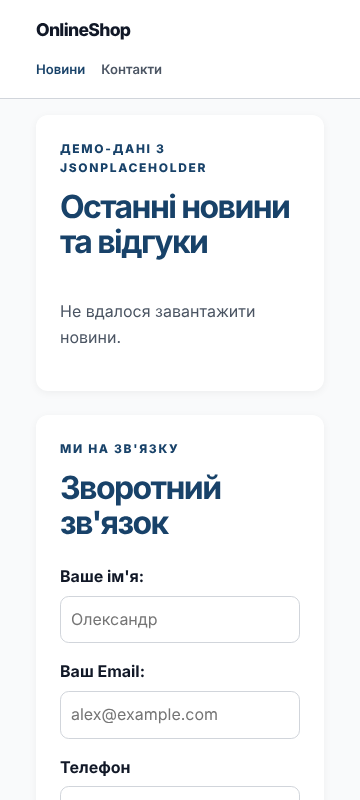 OnlineShop
Новини Контакти
ДЕМО-ДАНІ З
JSONPLACEHOLDER
Останні новини
та відгуки
Не вдалося завантажити
новини.
МИ НА ЗВ'ЯЗКУ
Зворотний
зв'язок
Ваше ім'я:
Олександр
Ваш Email:
alex@example.com
Телефон